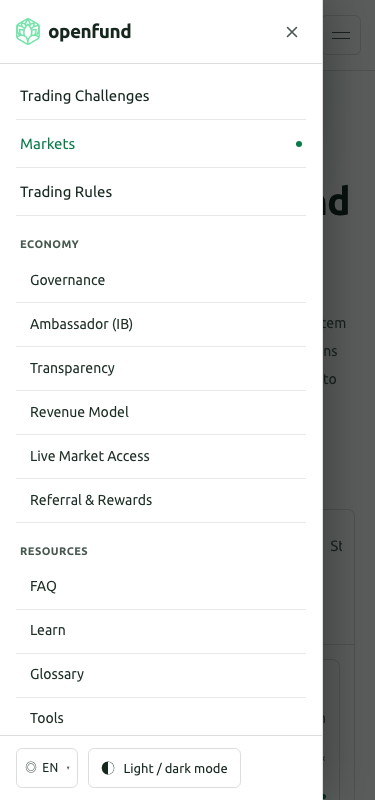 openfund
Trading Challenges
Markets
Trading Rules
ECONOMY
Governance
Ambassador (IB)
Transparency
Revenue Model
Live Market Access
Referral & Rewards
RESOURCES
FAQ
Learn
Glossary
Tools
EN
Light / dark mode
to